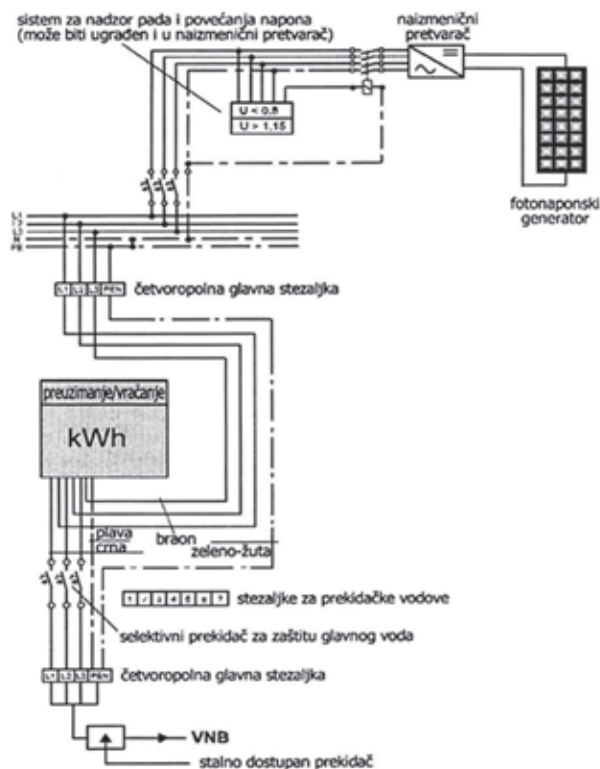 sistem za nadzor pada i povećanja napona
(može biti ugrađen i u naizmenični pretvarač)
naizmenični
pretvarač
U < 0,8
U > 1,15
fotonaponski
generator
L1
L1 L2 L3 PEN
četvoropolna glavna stezaljka
preuzimanje/vraćanje
kWh
plava
crna
braon
zeleno-žuta
1 2 3 4 5 6 7
stezaljke za prekidačke vodove
selektivni prekidač za zaštitu glavnog voda
L1 L2 L3 PEN
četvoropolna glavna stezaljka
VNB
stalno dostupan prekidač